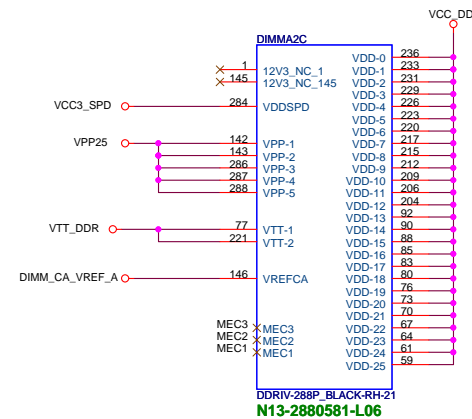 VCC_DD
DIMMA2C
1 12V3_NC_1
145 12V3_NC_145
VCC3_SPD 284 VDDSPD
VPP25 142 VPP-1
143 VPP-2
286 VPP-3
287 VPP-4
288 VPP-5
VTT_DDR 77 VTT-1
221 VTT-2
DIMM_CA_VREF_A 146 VREFCA
MEC3 MEC3
MEC2 MEC2
MEC1 MEC1
VDD-0 236
VDD-1 233
VDD-2 231
VDD-3 229
VDD-4 226
VDD-5 223
VDD-6 220
VDD-7 217
VDD-8 215
VDD-9 212
VDD-10 209
VDD-11 206
VDD-12 204
VDD-13 92
VDD-14 90
VDD-15 88
VDD-16 85
VDD-17 83
VDD-18 80
VDD-19 76
VDD-20 73
VDD-21 70
VDD-22 67
VDD-23 64
VDD-24 61
VDD-25 59
DDRIV-288P_BLACK-RH-21
N13-2880581-L06